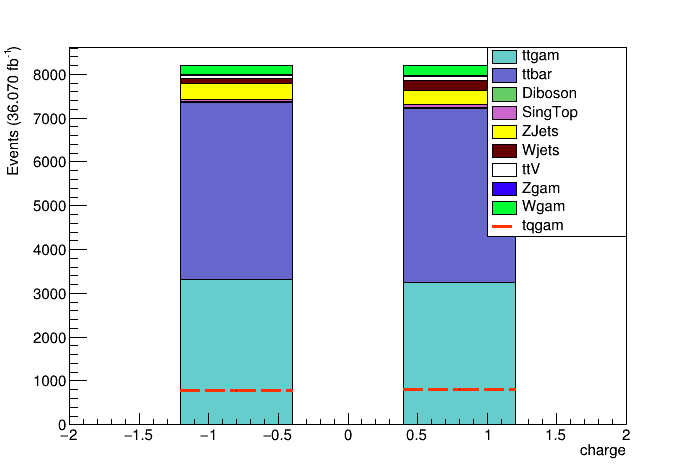 Events (36.070 fb⁻¹)
8000
7000
6000
5000
4000
3000
2000
1000
0
ttgam
ttbar
Diboson
SingTop
ZJets
Wjets
ttV
Zgam
Wgam
tqgam
−2 −1.5 −1 −0.5 0 0.5 1 1.5 2
charge